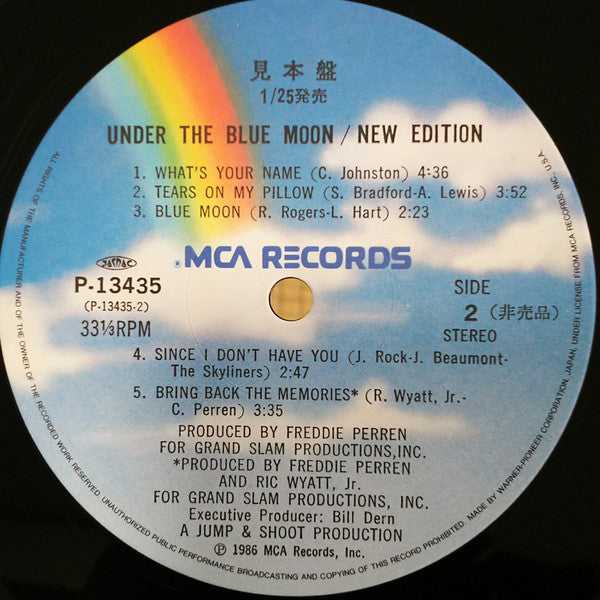 見本盤
1/25発売
UNDER THE BLUE MOON / NEW EDITION
1. WHAT'S YOUR NAME (C. Johnston) 4:36
2. TEARS ON MY PILLOW (S. Bradford-A. Lewis) 3:52
3. BLUE MOON (R. Rogers-L. Hart) 2:23
JASRAC
® MCA RECORDS
P-13435
(P-13435-2)
33⅓RPM
SIDE
2 (非売品)
STEREO
4. SINCE I DON'T HAVE YOU (J. Rock-J. Beaumont-
The Skyliners) 2:47
5. BRING BACK THE MEMORIES* (R. Wyatt, Jr.-
C. Perren) 3:35
PRODUCED BY FREDDIE PERREN
FOR GRAND SLAM PRODUCTIONS,INC.
*PRODUCED BY FREDDIE PERREN
AND RIC WYATT, Jr.
FOR GRAND SLAM PRODUCTIONS, INC.
Executive Producer: Bill Dern
A JUMP & SHOOT PRODUCTION
℗ 1986 MCA Records, Inc.
ALL RIGHTS OF THE MANUFACTURER AND OF THE OWNER OF THE RECORDED WORK RESERVED. UNAUTHORIZED PUBLIC PERFORMANCE BROADCASTING AND COPYING OF THIS RECORD PROHIBITED. MANUFACTURED BY WARNER-PIONEER CORPORATION, JAPAN, UNDER LICENSE FROM MCA RECORDS, INC., U.S.A.